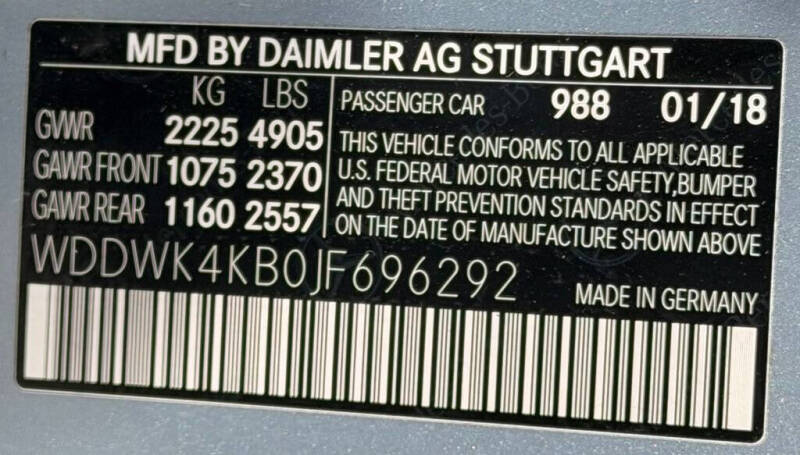 MFD BY DAIMLER AG STUTTGART
KG LBS
GVWR 2225 4905
GAWR FRONT 1075 2370
GAWR REAR 1160 2557
PASSENGER CAR 988 01/18
THIS VEHICLE CONFORMS TO ALL APPLICABLE
U.S. FEDERAL MOTOR VEHICLE SAFETY,BUMPER
AND THEFT PREVENTION STANDARDS IN EFFECT
ON THE DATE OF MANUFACTURE SHOWN ABOVE
WDDWK4KB0JF696292
MADE IN GERMANY